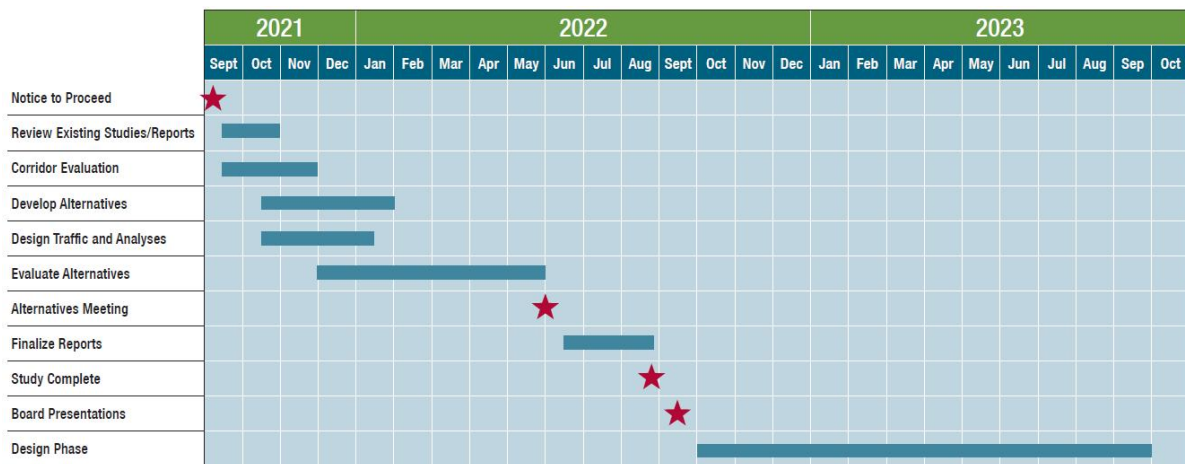 2021 2022 2023
Sept Oct Nov Dec Jan Feb Mar Apr May Jun Jul Aug Sept Oct Nov Dec Jan Feb Mar Apr May Jun Jul Aug Sep Oct
Notice to Proceed
Review Existing Studies/Reports
Corridor Evaluation
Develop Alternatives
Design Traffic and Analyses
Evaluate Alternatives
Alternatives Meeting
Finalize Reports
Study Complete
Board Presentations
Design Phase